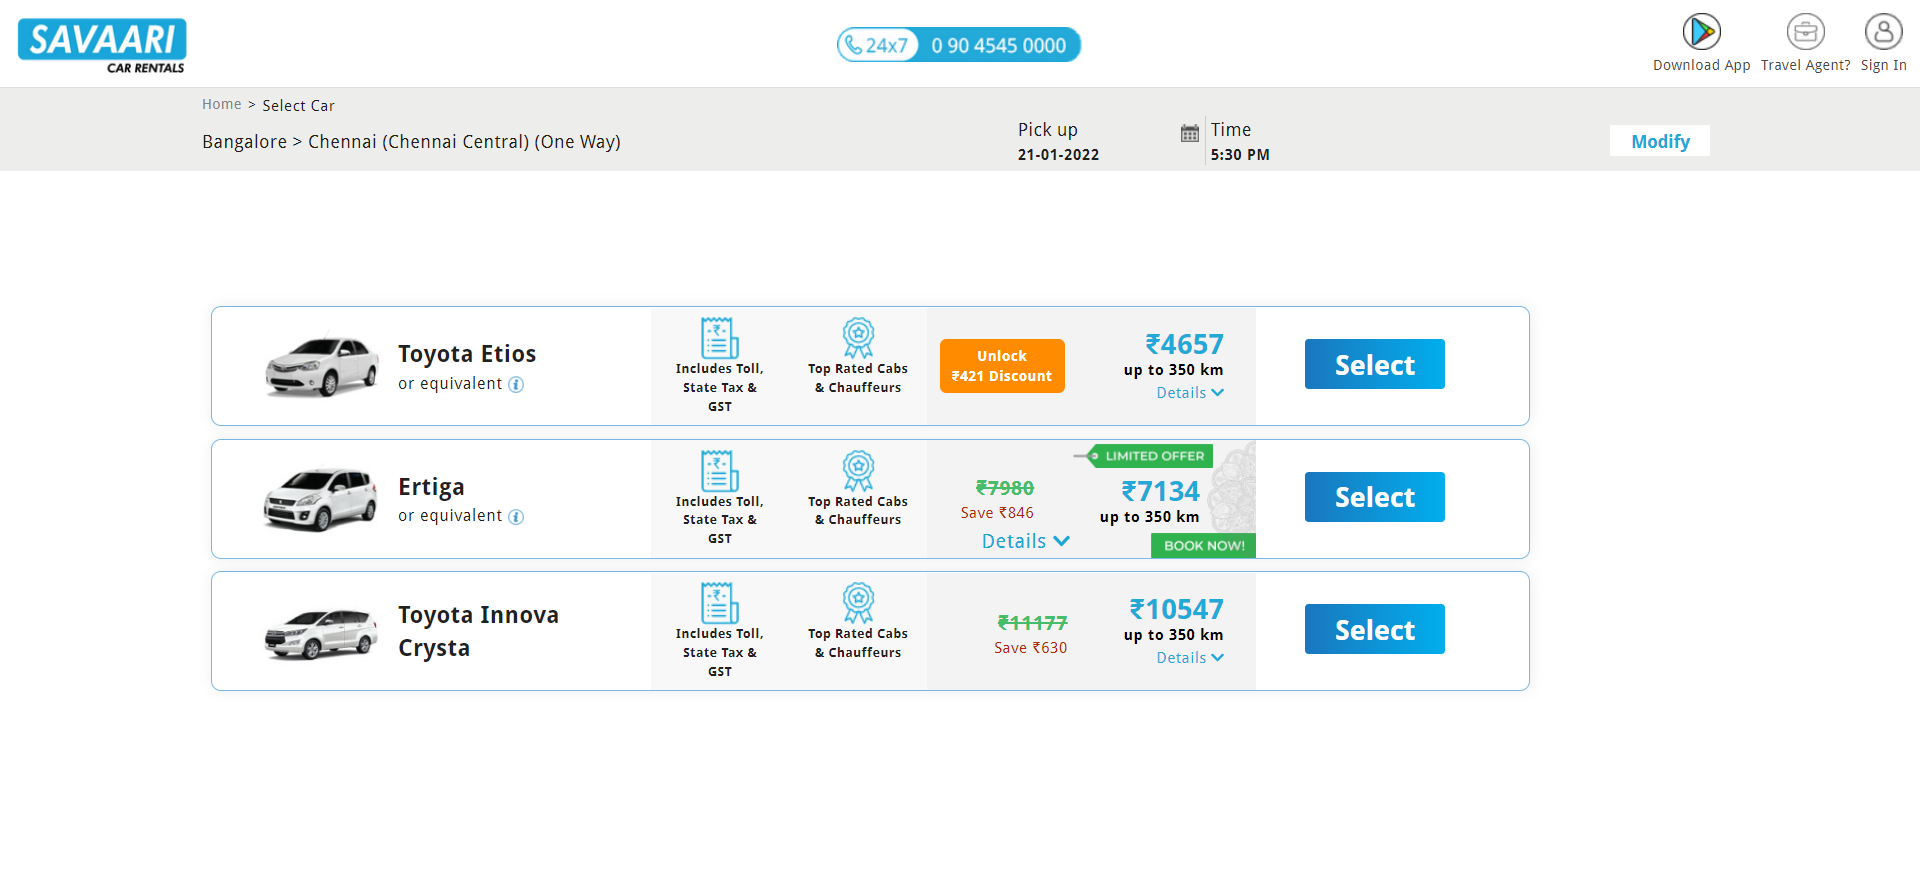 SAVAARI
CAR RENTALS
24x7 0 90 4545 0000
Download App Travel Agent? Sign In
Home > Select Car
Bangalore > Chennai (Chennai Central) (One Way)
Pick up
21-01-2022
Time
5:30 PM
Modify
Toyota Etios
or equivalent
Includes Toll,
State Tax &
GST
Top Rated Cabs
& Chauffeurs
Unlock
₹421 Discount
₹4657
up to 350 km
Details
Select
Ertiga
or equivalent
Includes Toll,
State Tax &
GST
Top Rated Cabs
& Chauffeurs
₹7980
Save ₹846
Details
LIMITED OFFER
₹7134
up to 350 km
BOOK NOW!
Select
Toyota Innova
Crysta
Includes Toll,
State Tax &
GST
Top Rated Cabs
& Chauffeurs
₹11177
Save ₹630
₹10547
up to 350 km
Details
Select